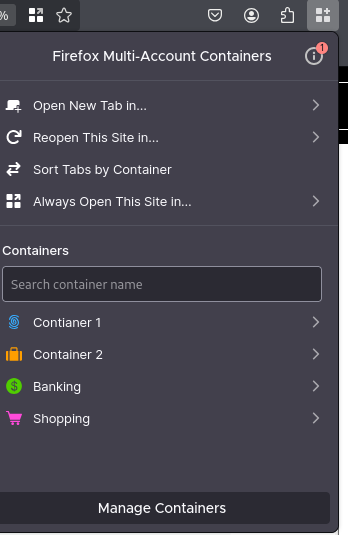 %
Firefox Multi-Account Containers
1
Open New Tab in...
Reopen This Site in...
Sort Tabs by Container
Always Open This Site in...
Containers
Search container name
Contianer 1
Container 2
$
Banking
Shopping
Manage Containers